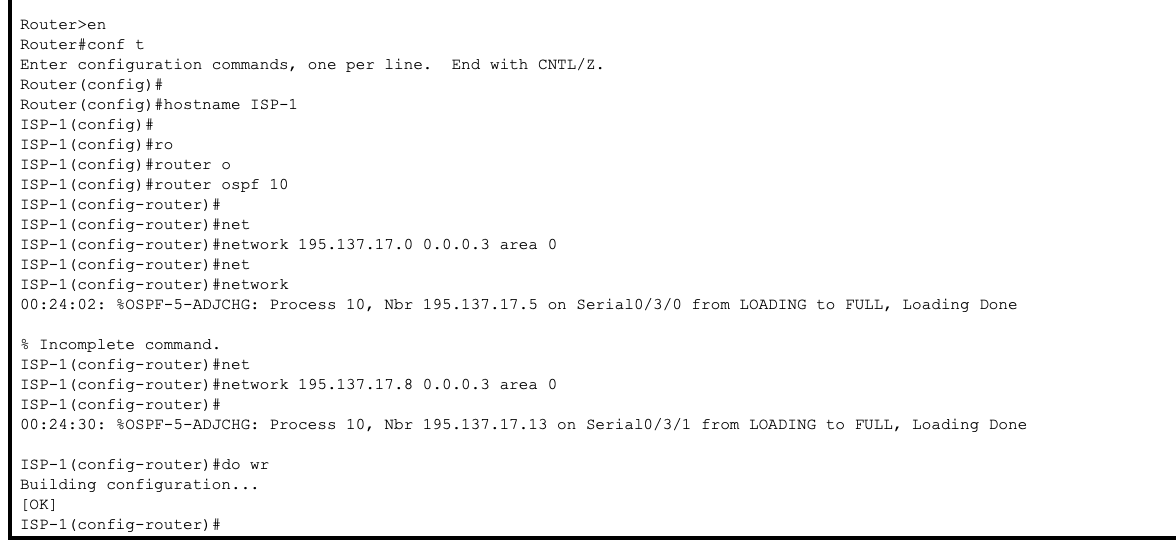 Router>en
Router#conf t
Enter configuration commands, one per line.  End with CNTL/Z.
Router(config)#
Router(config)#hostname ISP-1
ISP-1(config)#
ISP-1(config)#ro
ISP-1(config)#router o
ISP-1(config)#router ospf 10
ISP-1(config-router)#
ISP-1(config-router)#net
ISP-1(config-router)#network 195.137.17.0 0.0.0.3 area 0
ISP-1(config-router)#net
ISP-1(config-router)#network
00:24:02: %OSPF-5-ADJCHG: Process 10, Nbr 195.137.17.5 on Serial0/3/0 from LOADING to FULL, Loading Done
% Incomplete command.
ISP-1(config-router)#net
ISP-1(config-router)#network 195.137.17.8 0.0.0.3 area 0
ISP-1(config-router)#
00:24:30: %OSPF-5-ADJCHG: Process 10, Nbr 195.137.17.13 on Serial0/3/1 from LOADING to FULL, Loading Done
ISP-1(config-router)#do wr
Building configuration...
[OK]
ISP-1(config-router)#